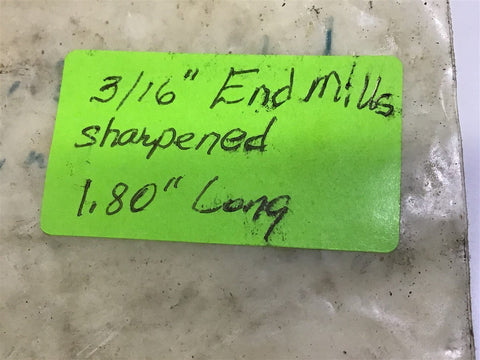 3/16" End Mills
sharpened
1.80" Long